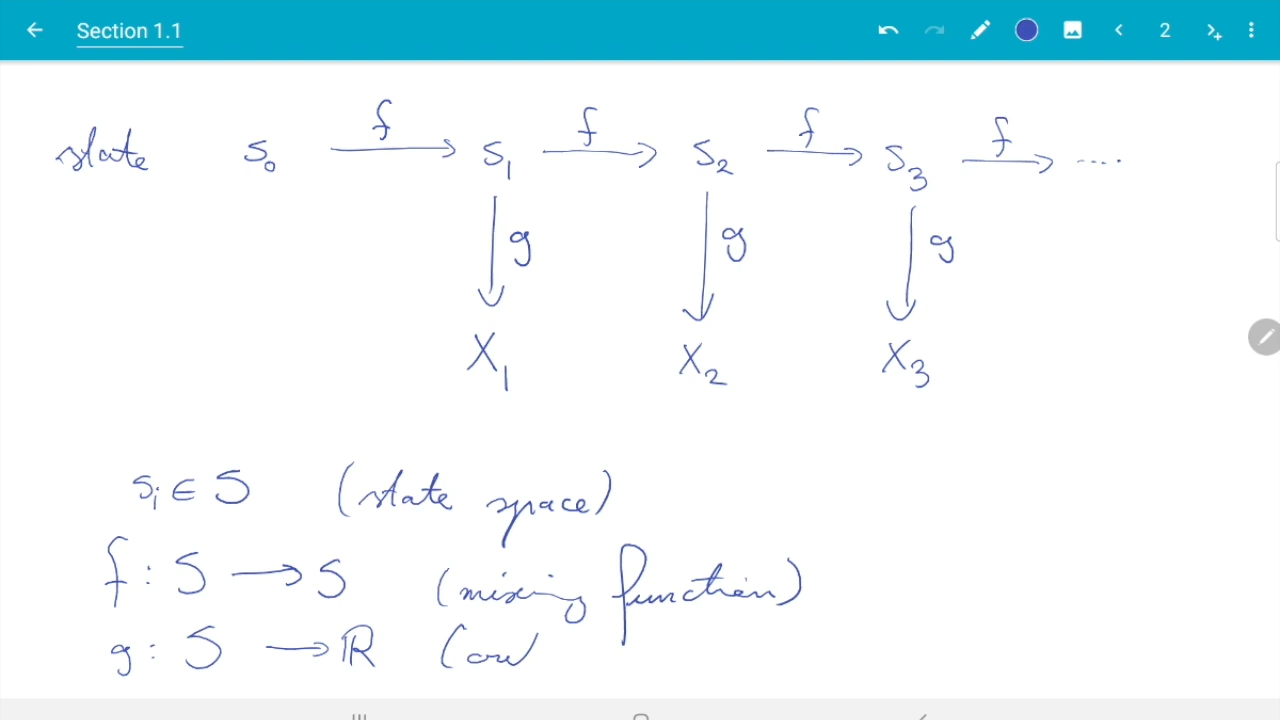 Section 1.1
2
state s₀ f→ s₁ f→ s₂ f→ s₃ f→ ....
↓g ↓g ↓g
X₁ X₂ X₃
sᵢ ∈ S (state space)
f : S → S (mixing function)
g : S → ℝ (